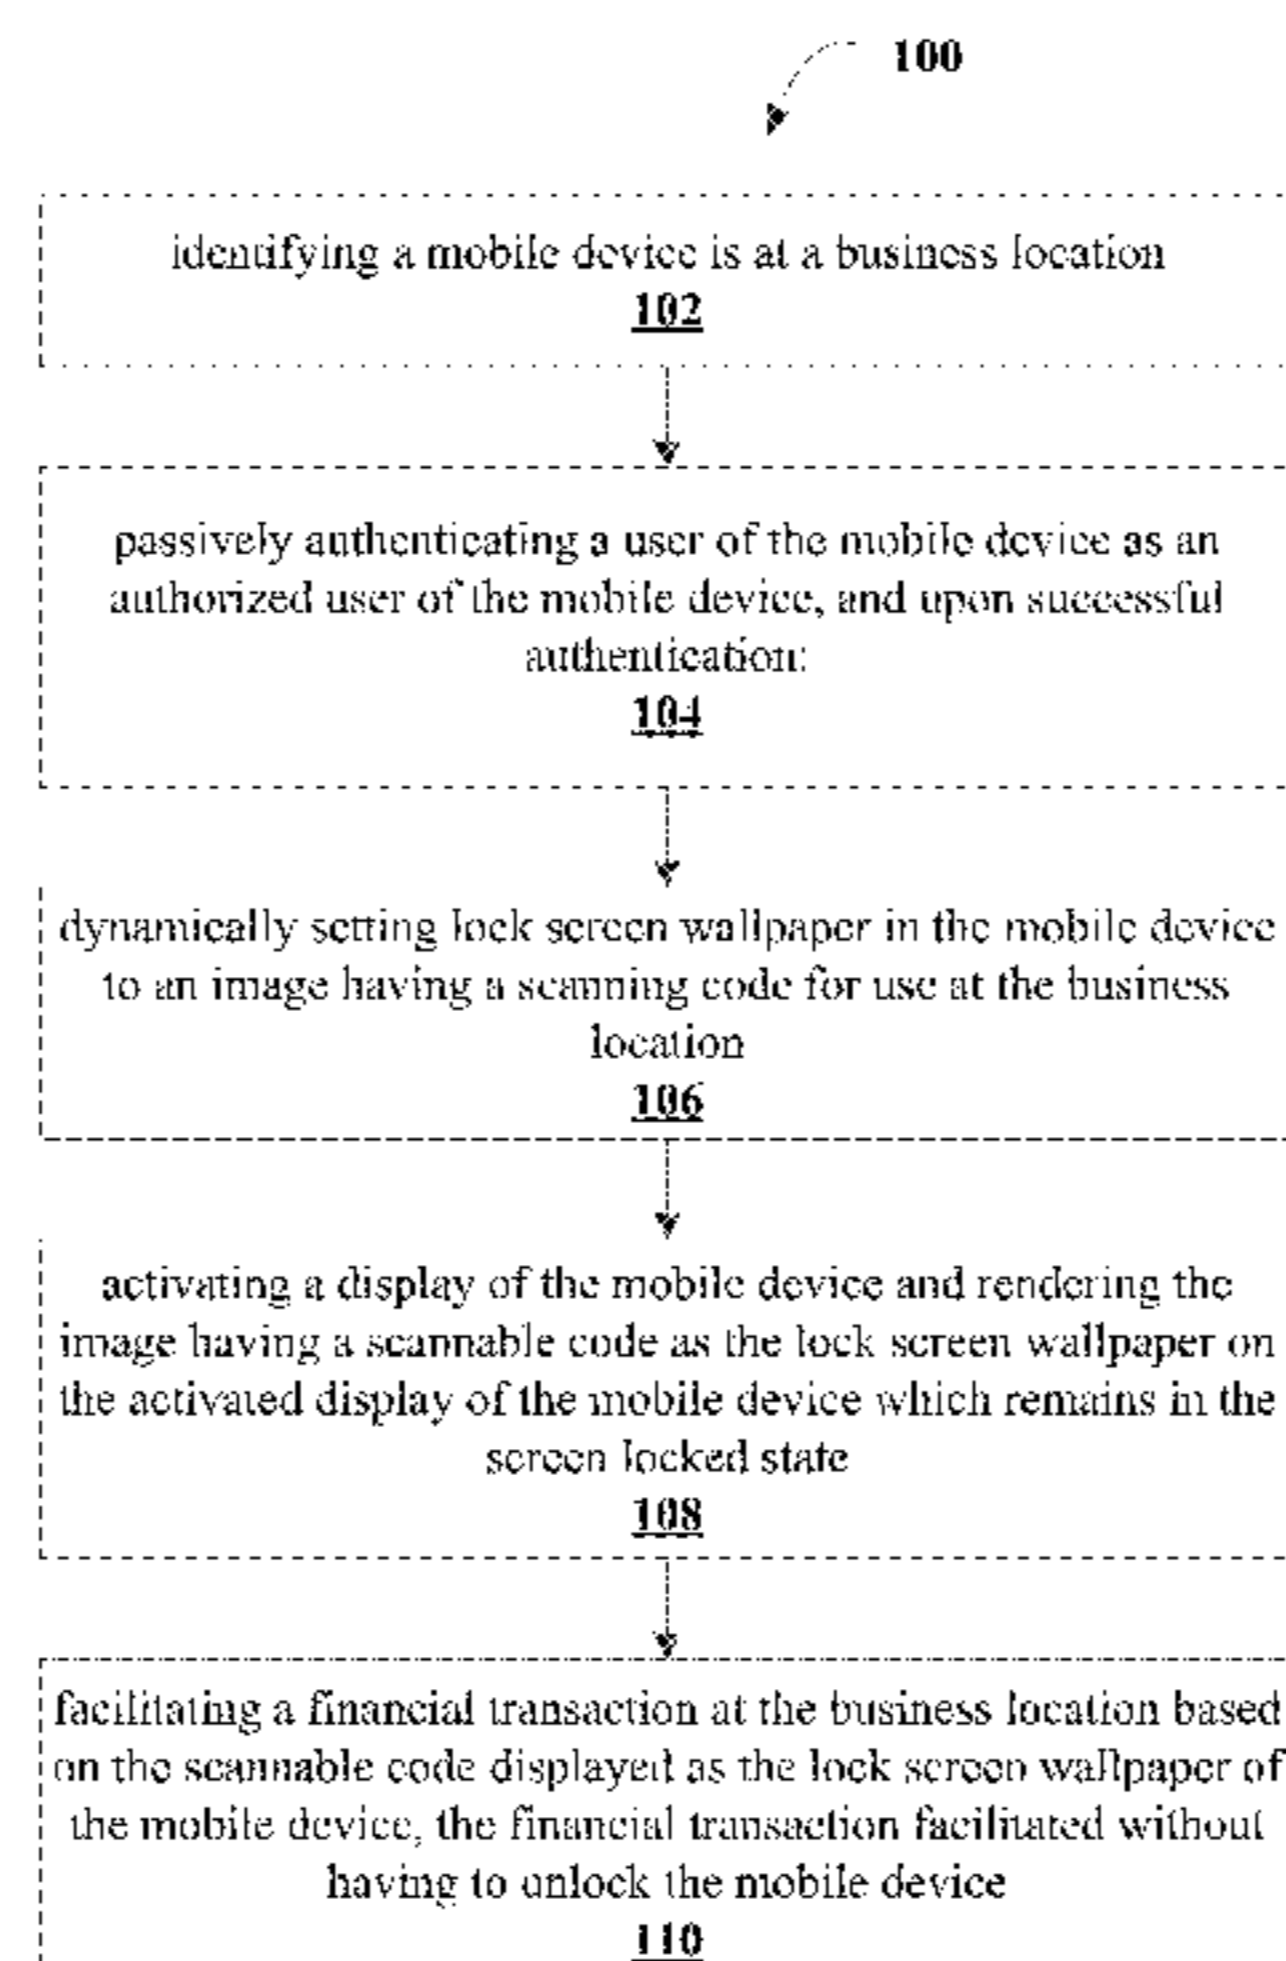 100
identifying a mobile device is at a business location
102
passively authenticating a user of the mobile device as an
authorized user of the mobile device, and upon successful
authentication:
104
dynamically setting lock screen wallpaper in the mobile device
to an image having a scanning code for use at the business
location
106
activating a display of the mobile device and rendering the
image having a scannable code as the lock screen wallpaper on
the activated display of the mobile device which remains in the
screen locked state
108
facilitating a financial transaction at the business location based
on the scannable code displayed as the lock screen wallpaper of
the mobile device, the financial transaction facilitated without
having to unlock the mobile device
110